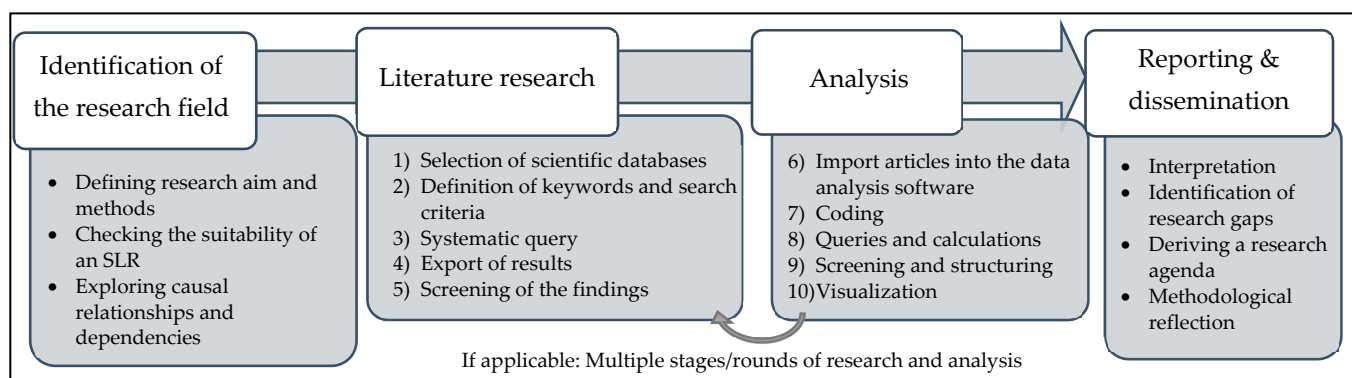 Identification of
the research field
• Defining research aim and
methods
• Checking the suitability of
an SLR
• Exploring causal
relationships and
dependencies
Literature research
1) Selection of scientific databases
2) Definition of keywords and search
criteria
3) Systematic query
4) Export of results
5) Screening of the findings
Analysis
6) Import articles into the data
analysis software
7) Coding
8) Queries and calculations
9) Screening and structuring
10)Visualization
Reporting &
dissemination
• Interpretation
• Identification of
research gaps
• Deriving a research
agenda
• Methodological
reflection
If applicable: Multiple stages/rounds of research and analysis